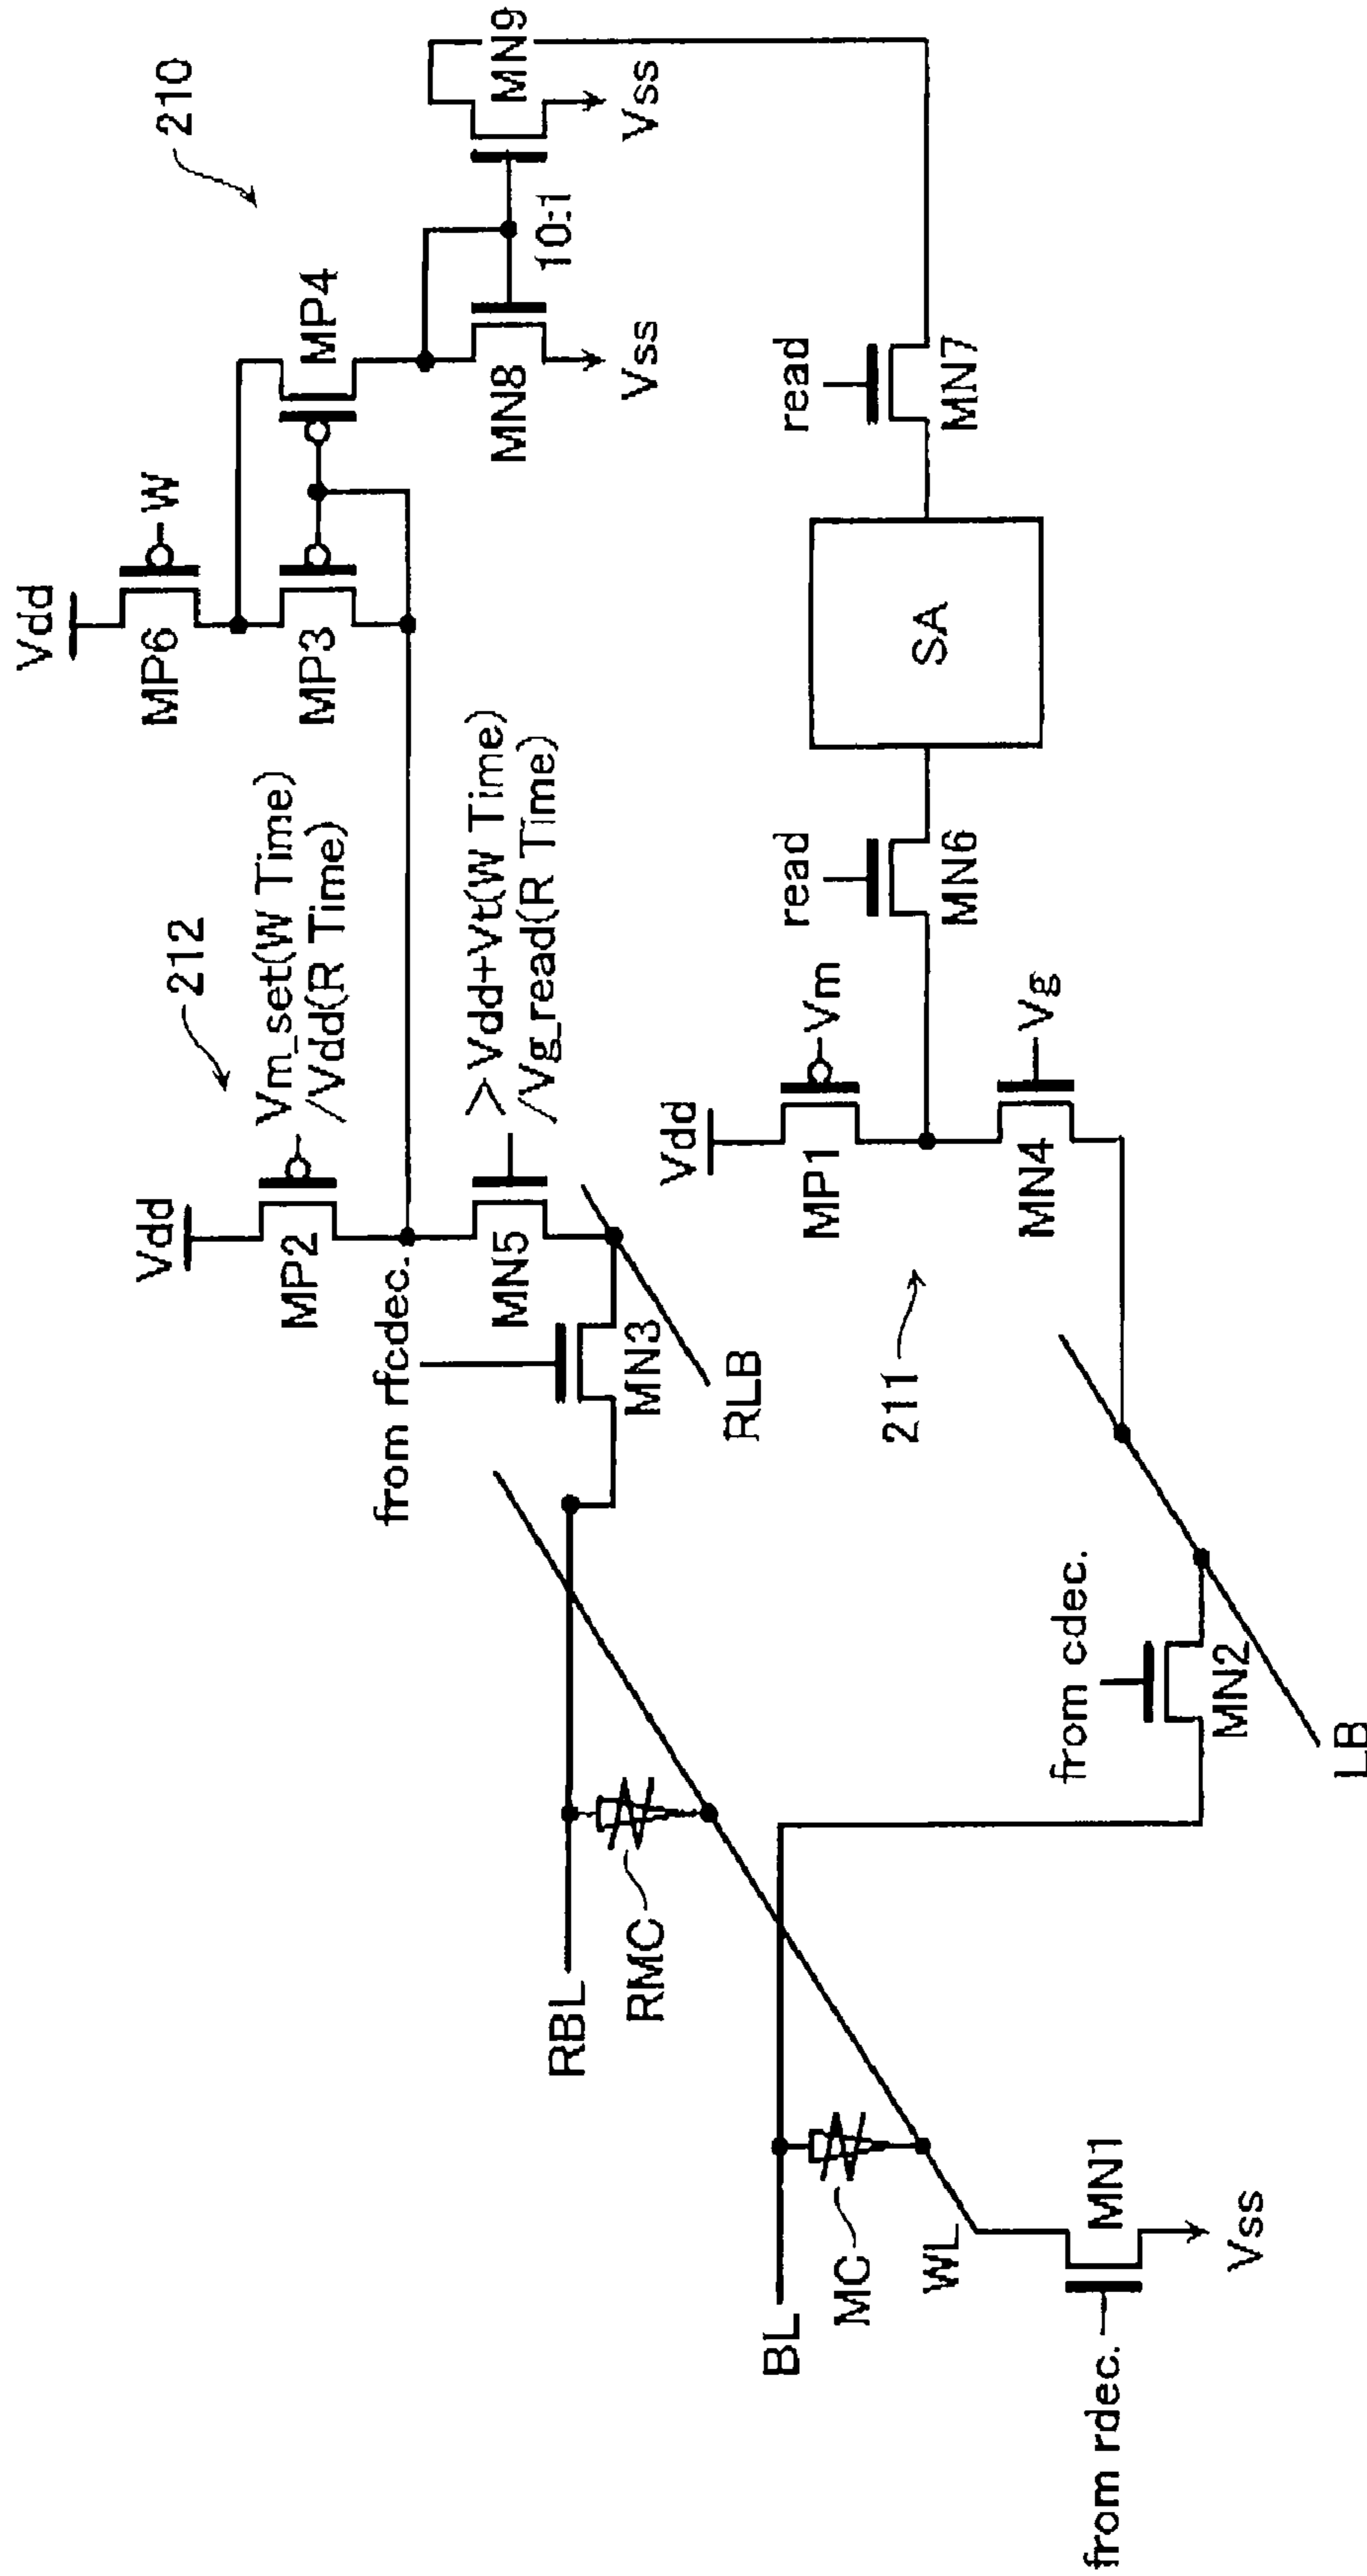 210
212
Vdd
MP6
W
MP3
MP4
MN8
10:1
MN9
Vss
Vss
Vdd
MP2
Vm_set(W Time)
/Vdd(R Time)
from rfcdec.
MN5
>Vdd+Vt(W Time)
/Vg_read(R Time)
MN3
RLB
RBL
RMC
Vdd
MP1
Vm
read
MN6
SA
read
MN7
211
MN4
Vg
BL
MC
WL
from cdec.
MN2
LB
from rdec.
MN1
Vss